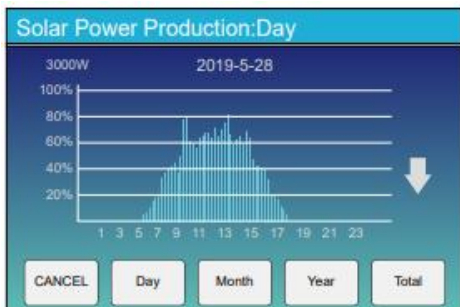 Solar Power Production:Day
3000W 2019-5-28
100%
80%
60%
40%
20%
1 3 5 7 9 11 13 15 17 19 21 23
CANCEL Day Month Year Total